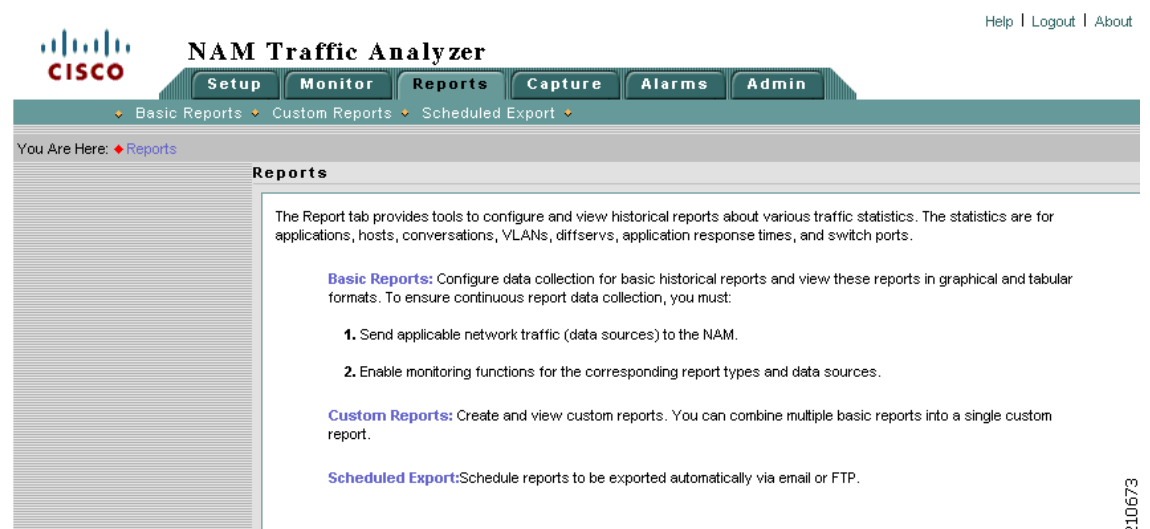 Help | Logout | About
CISCO
NAM Traffic Analyzer
Setup Monitor Reports Capture Alarms Admin
Basic Reports Custom Reports Scheduled Export
You Are Here: Reports
Reports
The Report tab provides tools to configure and view historical reports about various traffic statistics. The statistics are for
applications, hosts, conversations, VLANs, diffservs, application response times, and switch ports.
Basic Reports: Configure data collection for basic historical reports and view these reports in graphical and tabular
formats. To ensure continuous report data collection, you must:
1. Send applicable network traffic (data sources) to the NAM.
2. Enable monitoring functions for the corresponding report types and data sources.
Custom Reports: Create and view custom reports. You can combine multiple basic reports into a single custom
report.
Scheduled Export:Schedule reports to be exported automatically via email or FTP.
210673